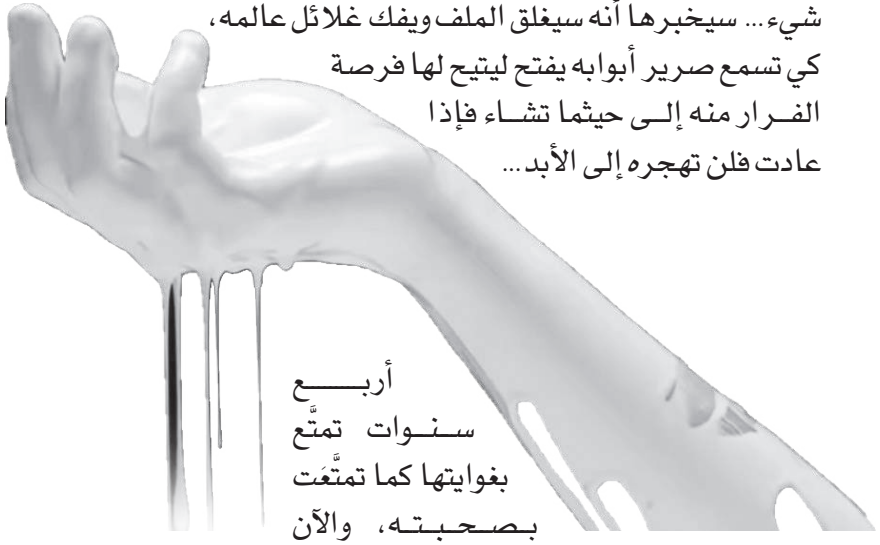 شيء... سيخبرها أنه سيغلق الملف ويفك غلائل عالمه،
كي تسمع صرير أبوابه يفتح ليتيح لها فرصة
الفرار منه إلى حيثما تشاء فإذا
عادت فلن تهجره إلى الأبد...
أربع
سنوات تمتَّع
بغوايتها كما تمتَّعَت
بصحبته، والآن